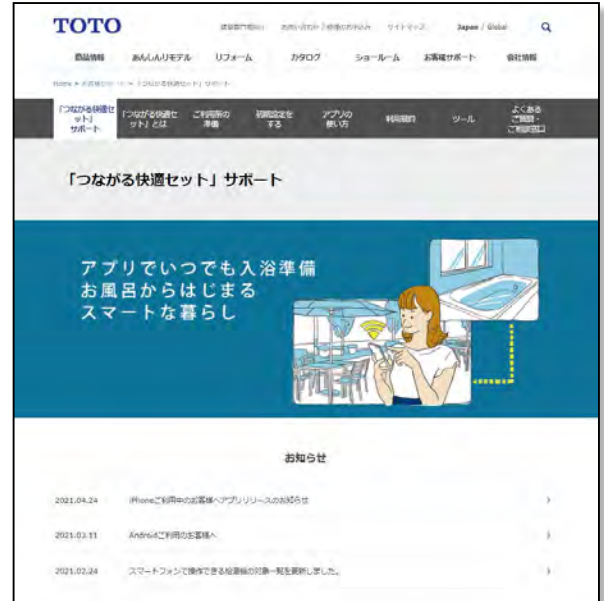 TOTO
サイトマップ
Japan / Global
商品情報
あんしんリモデル
リフォーム
カタログ
ショールーム
お客様サポート
会社情報
「つながる快適セット」サポート
「つながる快適セット」とは
ご利用前の準備
初期設定をする
アプリの使い方
利用規約
ツール
よくあるご質問・ご相談窓口
「つながる快適セット」サポート
アプリでいつでも入浴準備
お風呂からはじまる
スマートな暮らし
お知らせ
2021.04.24 iPhoneご利用中のお客様へアプリリリースのお知らせ
2021.03.11 Androidご利用のお客様へ
2021.02.24 スマートフォンで操作できる給湯器の対象一覧を更新しました。